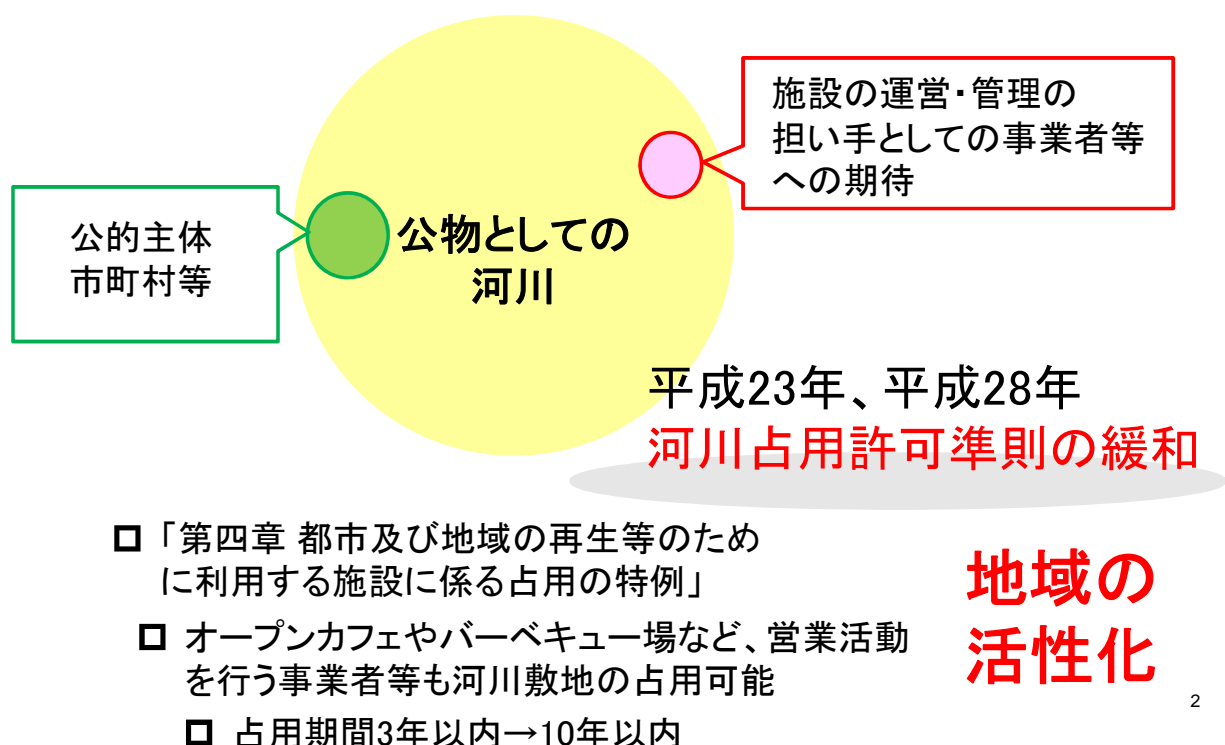 施設の運営・管理の
担い手としての事業者等
への期待
公的主体
市町村等
公物としての
河川
平成23年、平成28年
河川占用許可準則の緩和
「第四章 都市及び地域の再生等のため
に利用する施設に係る占用の特例」
オープンカフェやバーベキュー場など、営業活動
を行う事業者等も河川敷地の占用可能
占用期間3年以内→10年以内
地域の
活性化
2